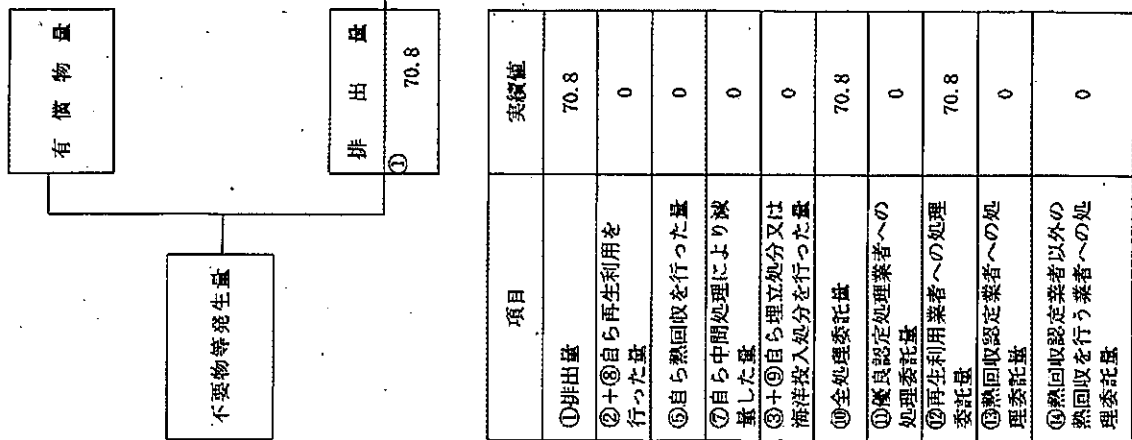 有償物量
不要物等発生量
排出量
①
70.8
項目
実績値
①排出量
70.8
②+⑧自ら再生利用を
行った量
0
⑤自ら熱回収を行った量
0
⑦自ら中間処理により減
量した量
0
③+⑨自ら埋立処分又は
海洋投入処分を行った量
0
⑩全処理委託量
70.8
⑪優良認定処理業者への
処理委託量
0
⑫再生利用業者への処理
委託量
70.8
⑬熱回収認定業者への処
理委託量
0
⑭熱回収認定業者以外の
熱回収を行う業者への処
理委託量
0